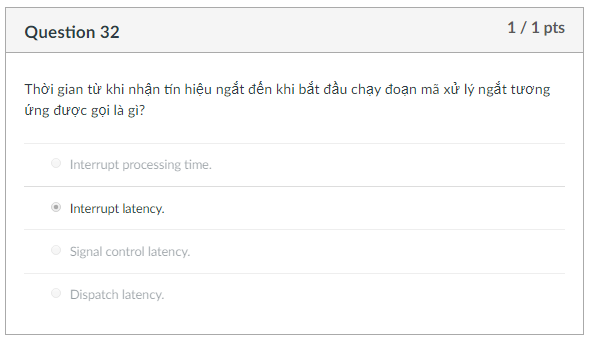 Question 32
1 / 1 pts
Thời gian từ khi nhận tín hiệu ngắt đến khi bắt đầu chạy đoạn mã xử lý ngắt tương
ứng được gọi là gì?
Interrupt processing time.
Interrupt latency.
Signal control latency.
Dispatch latency.